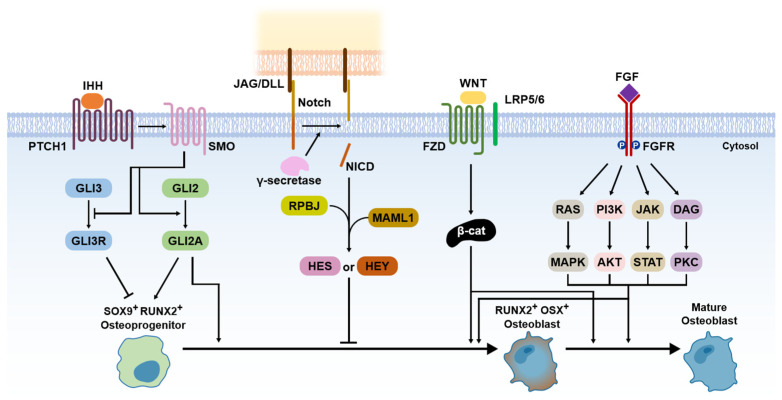 IHH
PTCH1
SMO
JAG/DLL
Notch
γ-secretase
NICD
WNT
LRP5/6
FZD
FGF
P
P
FGFR
Cytosol
GLI3
GLI2
GLI3R
GLI2A
RPBJ
MAML1
HES or HEY
β-cat
RAS
PI3K
JAK
DAG
MAPK
AKT
STAT
PKC
SOX9+ RUNX2+
Osteoprogenitor
RUNX2+ OSX+
Osteoblast
Mature
Osteoblast